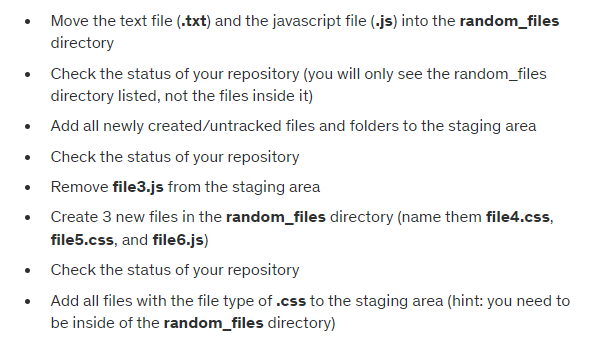 • Move the text file (.txt) and the javascript file (.js) into the random_files
directory
• Check the status of your repository (you will only see the random_files
directory listed, not the files inside it)
• Add all newly created/untracked files and folders to the staging area
• Check the status of your repository
• Remove file3.js from the staging area
• Create 3 new files in the random_files directory (name them file4.css,
file5.css, and file6.js)
• Check the status of your repository
• Add all files with the file type of .css to the staging area (hint: you need to
be inside of the random_files directory)